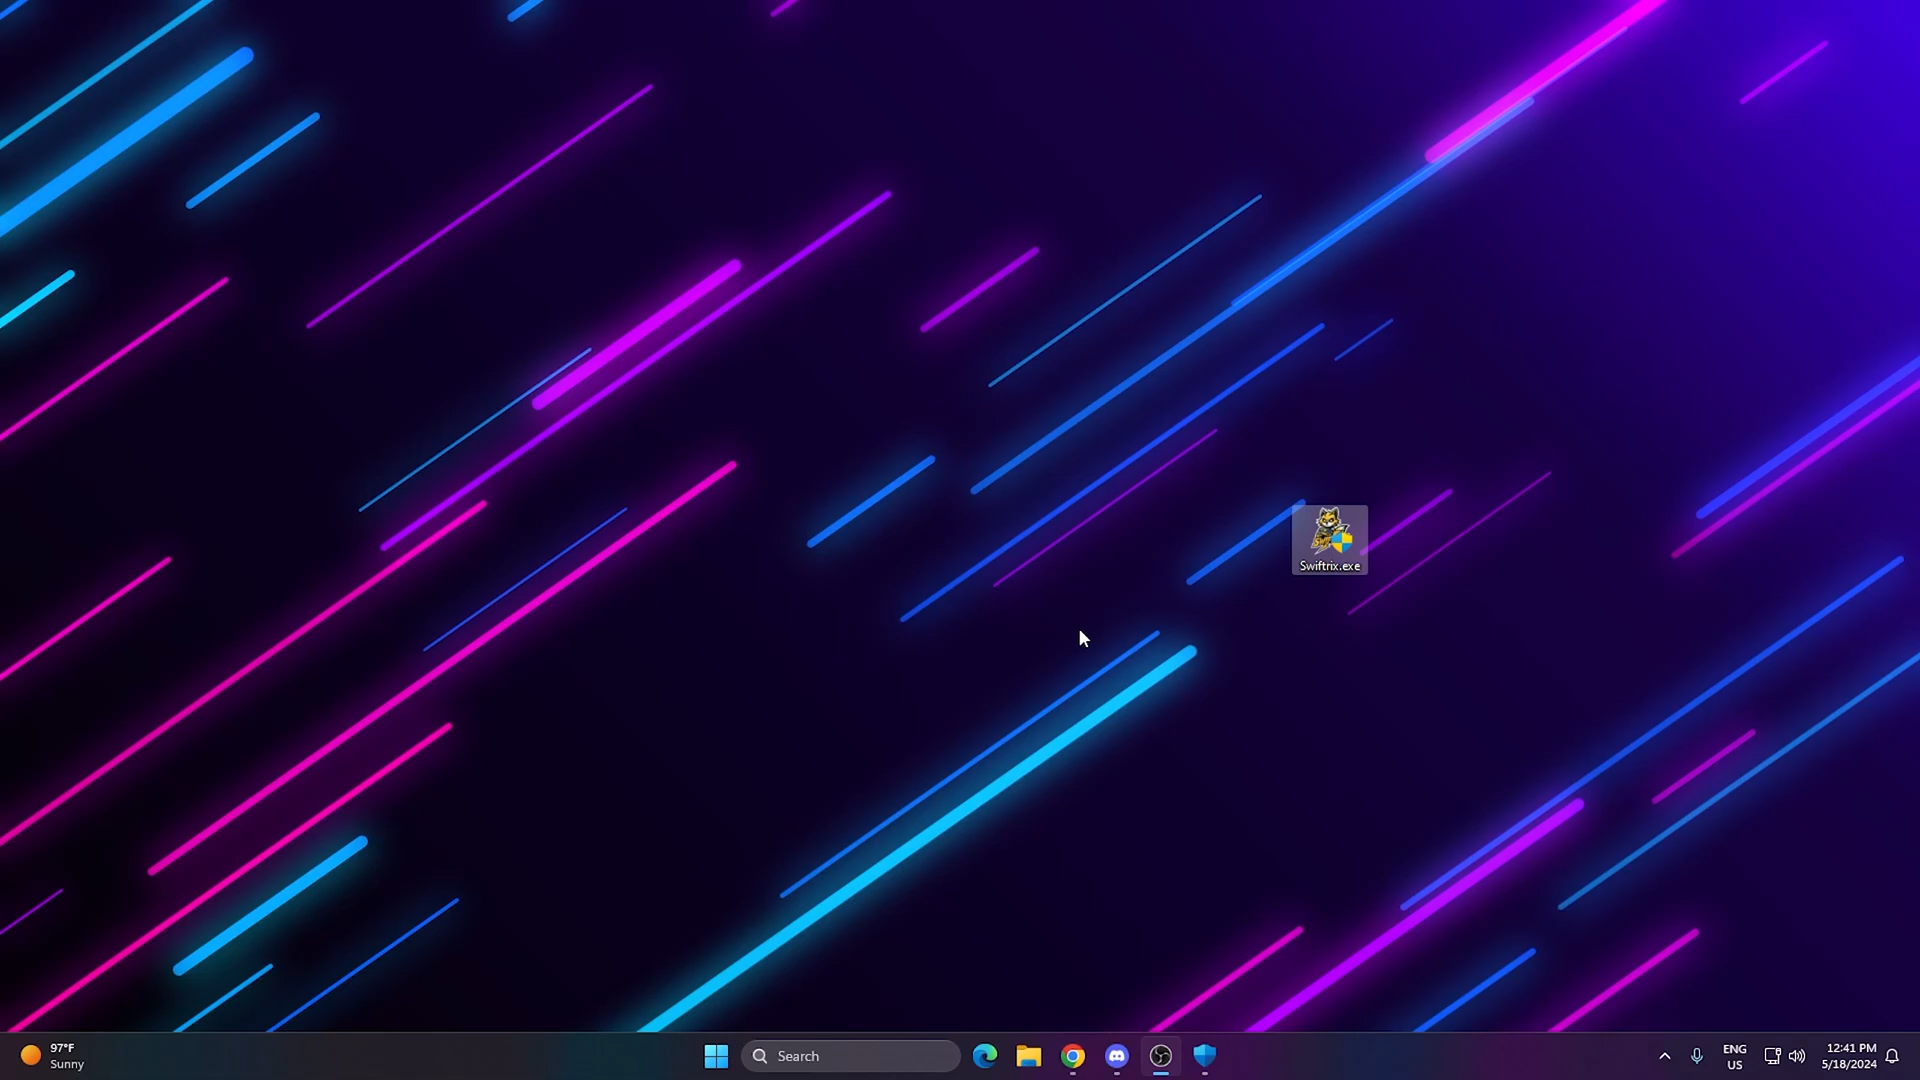 Swiftrix.exe
97°F
Sunny
Search
ENG
US
12:41 PM
5/18/2024